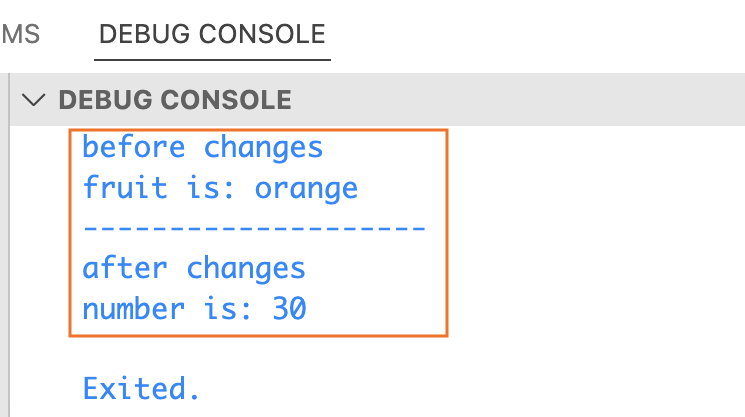 MS DEBUG CONSOLE
DEBUG CONSOLE
before changes
fruit is: orange
--------------------
after changes
number is: 30
Exited.